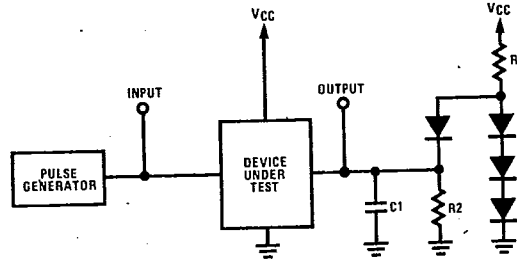 VCC
VCC
R
INPUT
OUTPUT
PULSE
GENERATOR
DEVICE
UNDER
TEST
C1
R2